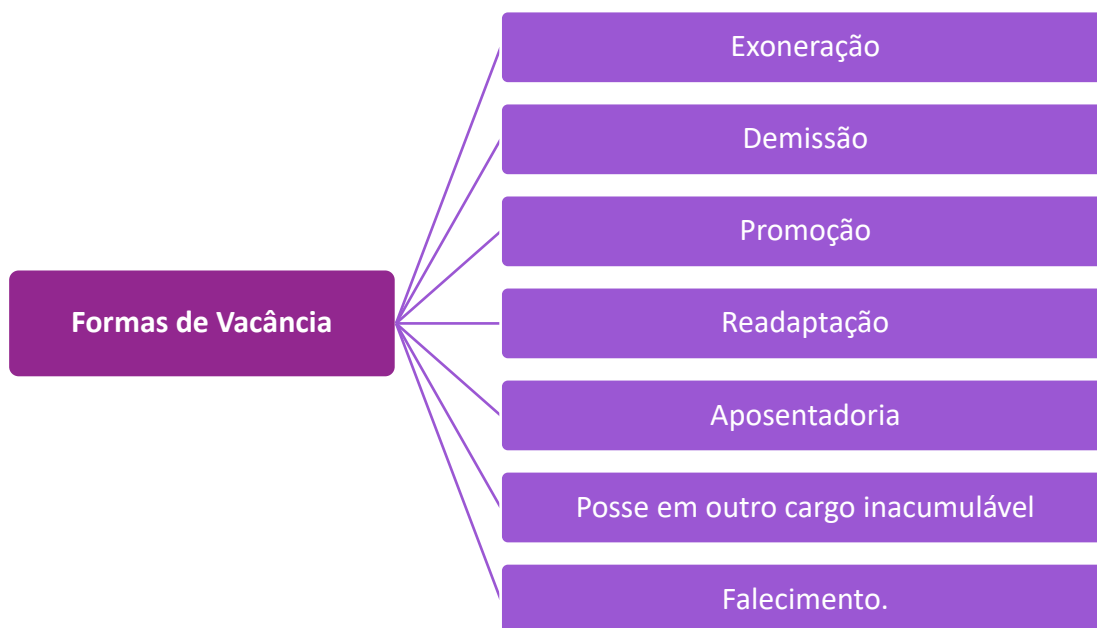 Formas de Vacância
Exoneração
Demissão
Promoção
Readaptação
Aposentadoria
Posse em outro cargo inacumulável
Falecimento.